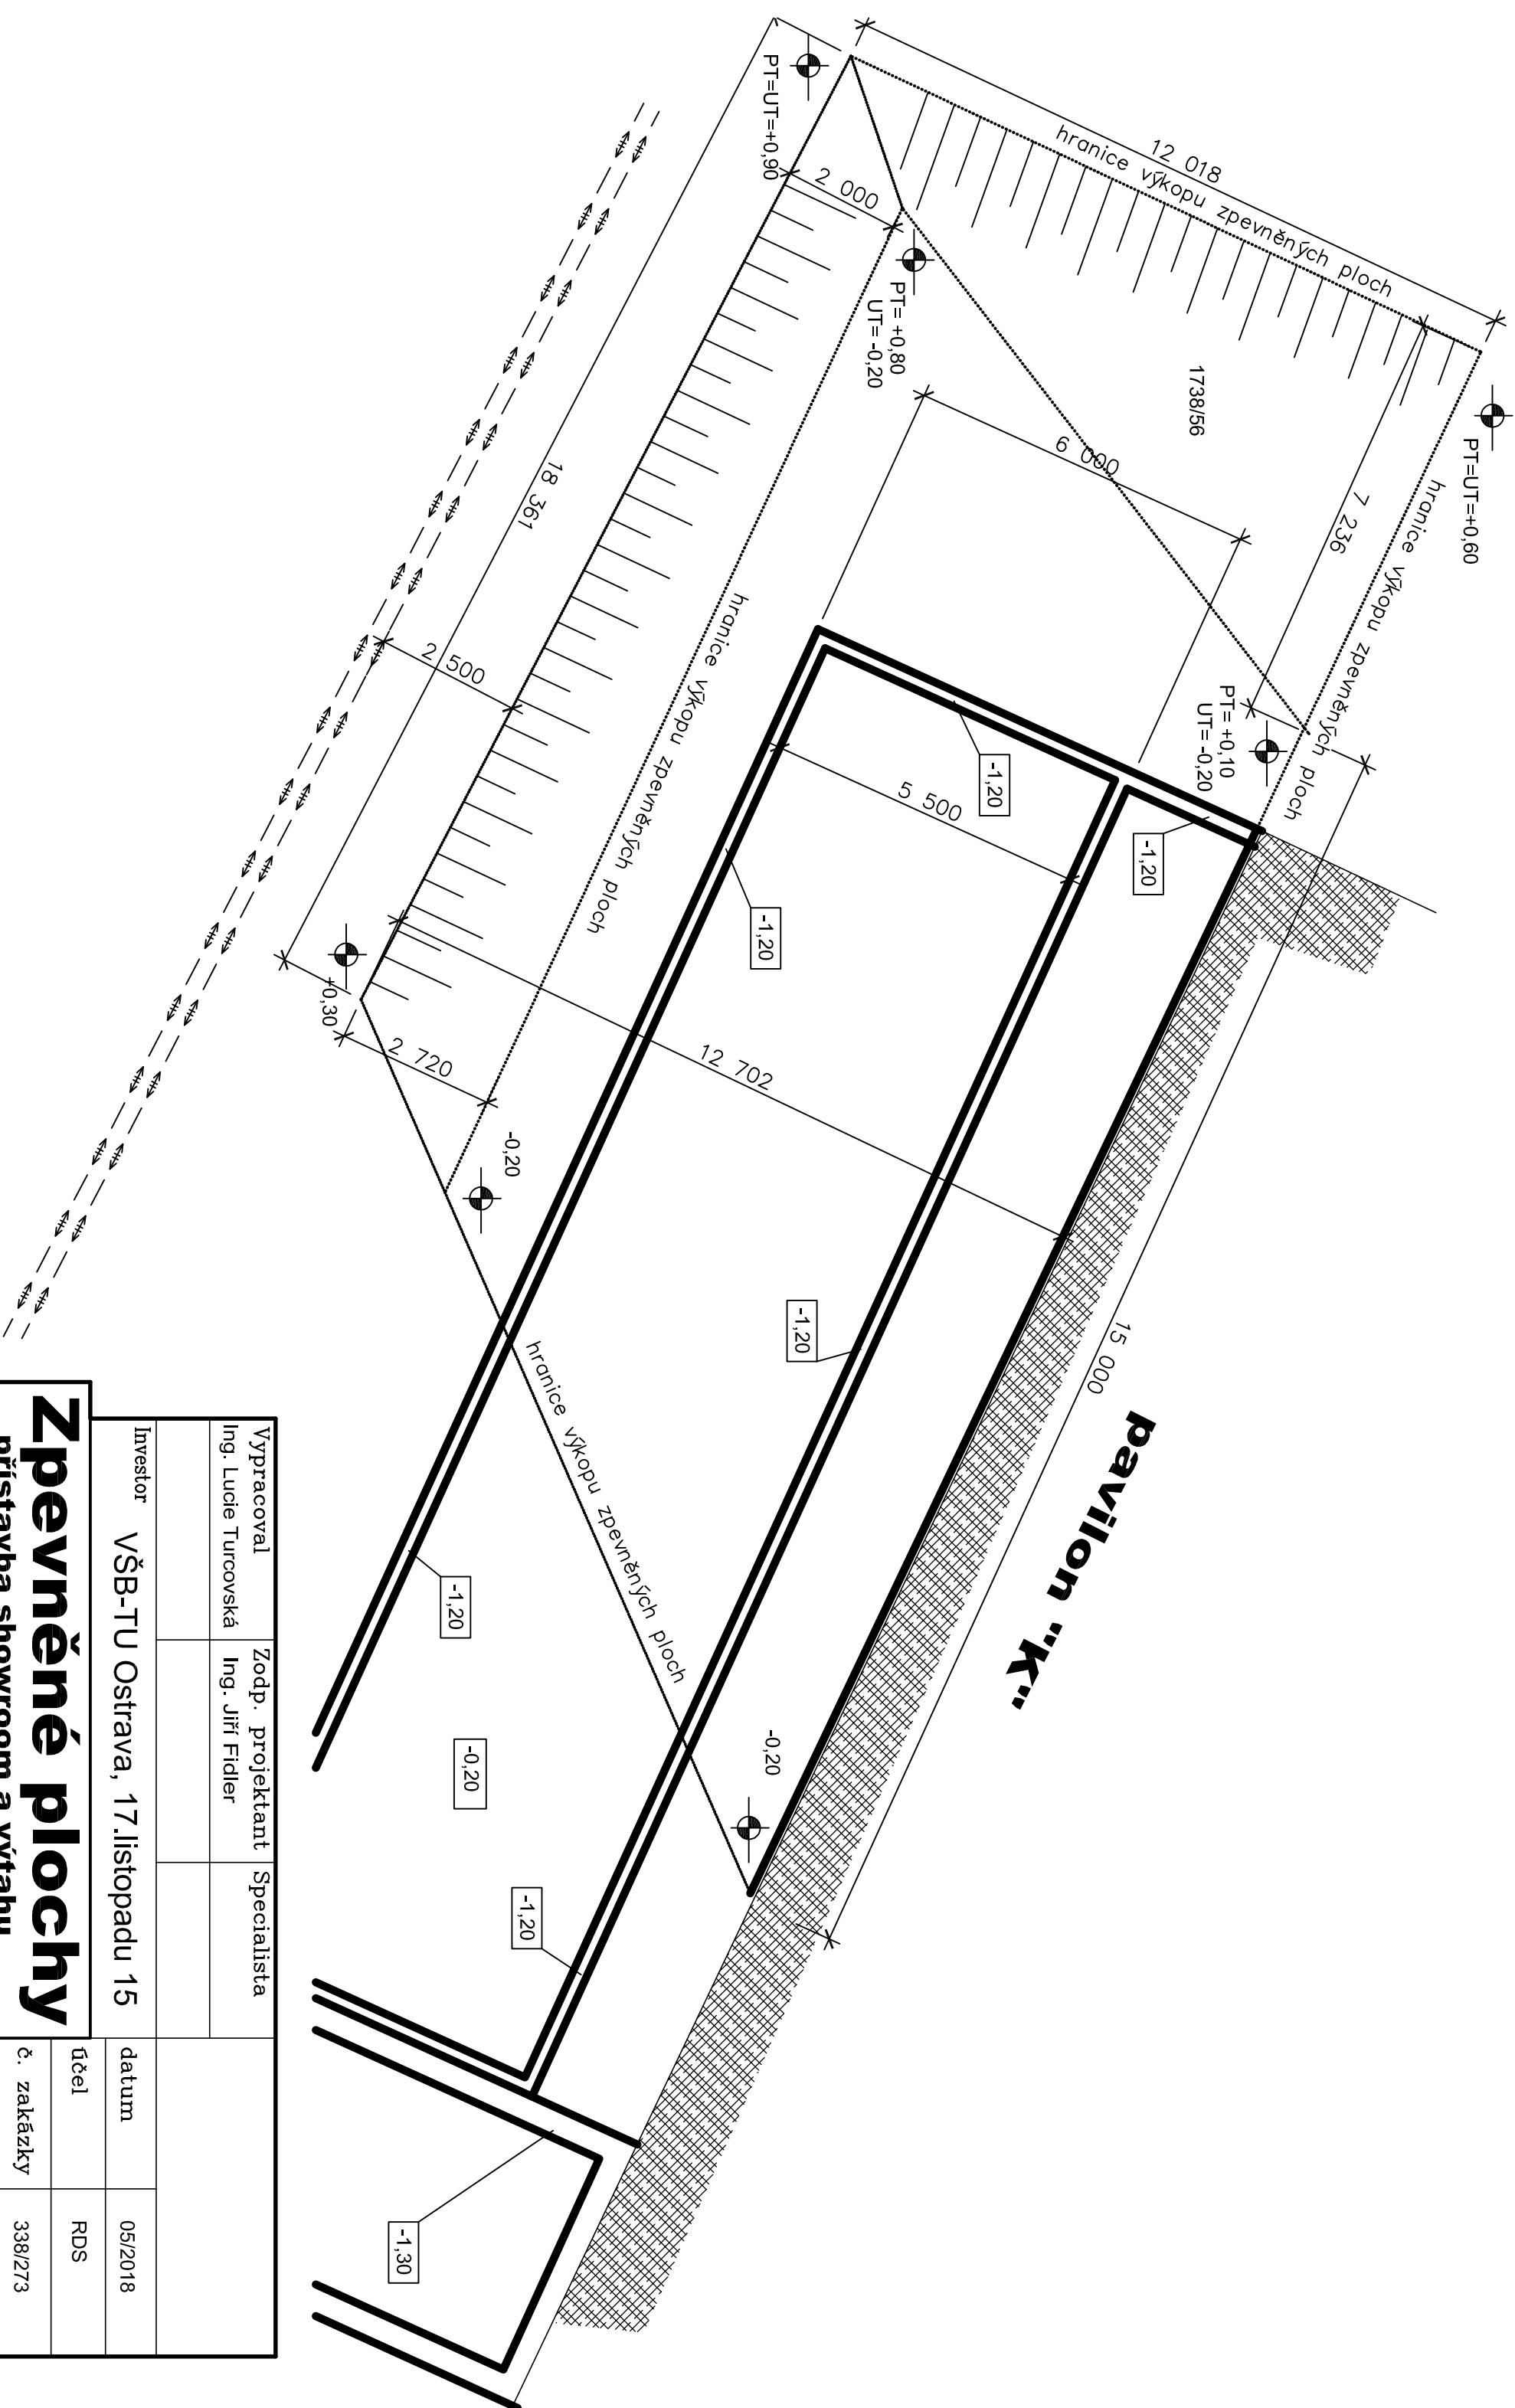 12 018
hranice výkopu zpevněných ploch
PT=UT=+0,60
hranice výkopu zpevněných ploch
7 236
1738/56
PT= +0,10
UT= -0,20
6 000
PT= +0,80
UT= -0,20
2 000
PT=UT=+0,90
-1,20
-1,20
5 500
-1,20
hranice výkopu zpevněných ploch
18 361
2 500
+0,30
2 720
12 702
-0,20
15 000
pavilon "K"
-1,20
hranice výkopu zpevněných ploch
-0,20
-1,20
-0,20
-1,20
-1,30
Vypracoval
Zodp. projektant
Specialista
Ing. Lucie Turcovská
Ing. Jiří Fidler
Investor
VŠB-TU Ostrava, 17.listopadu 15
datum
05/2018
účel
RDS
č. zakázky
338/273
Zpevněné plochy
přístavba showroom a výtahu